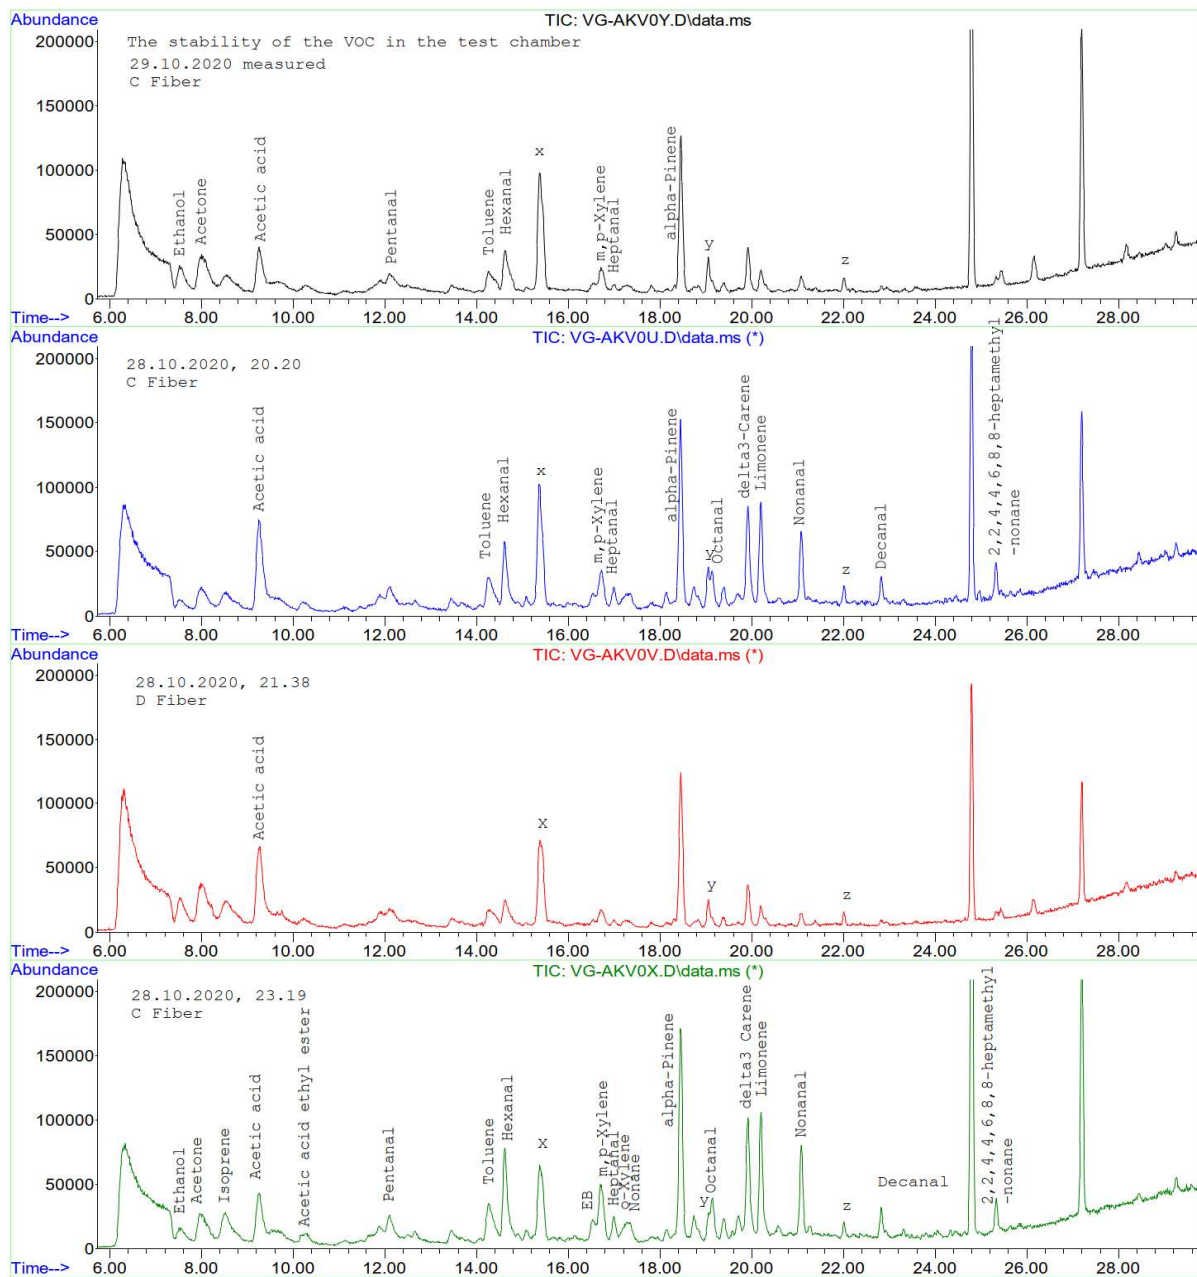 Abundance
TIC: VG-AKV0Y.D\data.ms
200000
150000
100000
50000
0
The stability of the VOC in the test chamber
29.10.2020 measured
C Fiber
Ethanol
Acetone
Acetic acid
Pentanal
Toluene
Hexanal
x
m,p-Xylene
Heptanal
alpha-Pinene
y
z
Time-->
6.00 8.00 10.00 12.00 14.00 16.00 18.00 20.00 22.00 24.00 26.00 28.00
Abundance
TIC: VG-AKV0U.D\data.ms (*)
200000
150000
100000
50000
0
28.10.2020, 20.20
C Fiber
Acetic acid
Toluene
Hexanal
x
m,p-Xylene
Heptanal
alpha-Pinene
y
Octanal
delta3-Carene
Limonene
Nonanal
z
Decanal
2,2,4,4,6,8,8-heptamethyl
-nonane
Time-->
6.00 8.00 10.00 12.00 14.00 16.00 18.00 20.00 22.00 24.00 26.00 28.00
Abundance
TIC: VG-AKV0V.D\data.ms (*)
200000
150000
100000
50000
0
28.10.2020, 21.38
D Fiber
Acetic acid
x
y
z
Time-->
6.00 8.00 10.00 12.00 14.00 16.00 18.00 20.00 22.00 24.00 26.00 28.00
Abundance
TIC: VG-AKV0X.D\data.ms (*)
200000
150000
100000
50000
0
28.10.2020, 23.19
C Fiber
Ethanol
Acetone
Isoprene
Acetic acid
Acetic acid ethyl ester
Pentanal
Toluene
Hexanal
x
EB
m,p-Xylene
Heptanal
o-Xylene
Nonane
alpha-Pinene
y
Octanal
delta3 Carene
Limonene
Nonanal
z
Decanal
2,2,4,4,6,8,8-heptamethyl
-nonane
Time-->
6.00 8.00 10.00 12.00 14.00 16.00 18.00 20.00 22.00 24.00 26.00 28.00